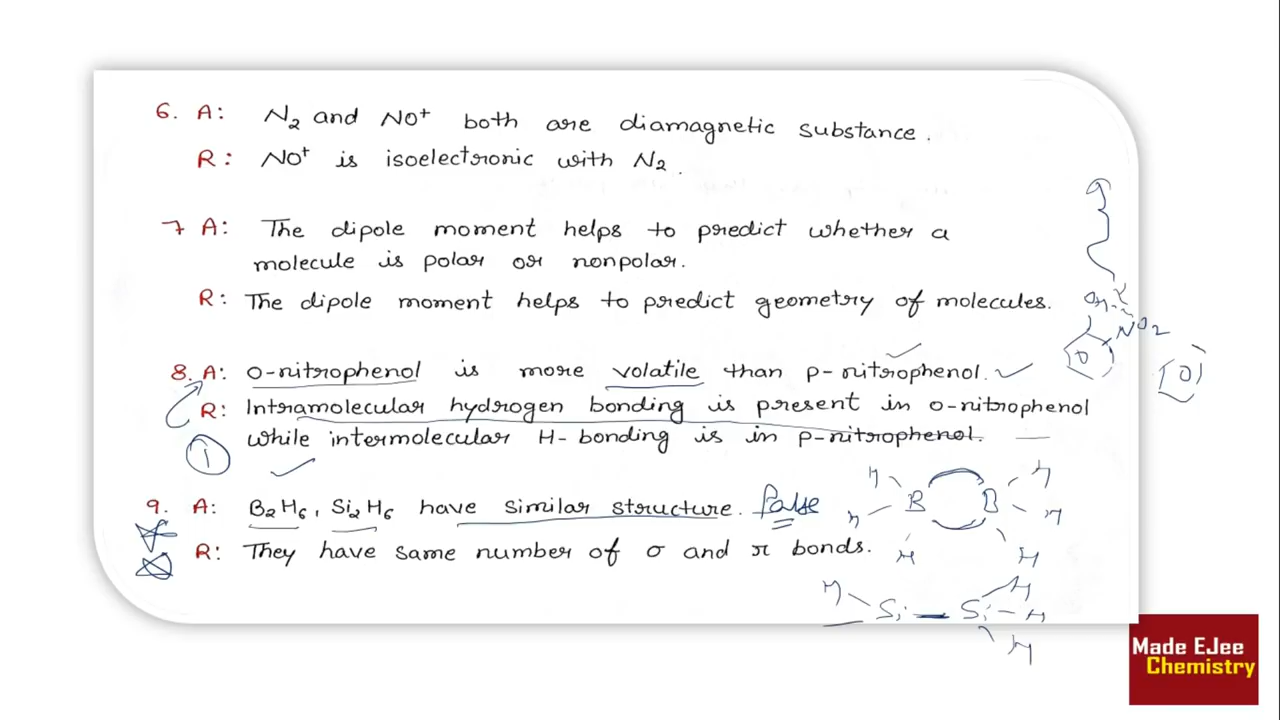 6. A: N₂ and NO⁺ both are diamagnetic substance.
R: NO⁺ is isoelectronic with N₂.
7 A: The dipole moment helps to predict whether a
molecule is polar or nonpolar.
R: The dipole moment helps to predict geometry of molecules.
OH
NO₂
8. A: O-nitrophenol is more volatile than p-nitrophenol.
R: Intramolecular hydrogen bonding is present in o-nitrophenol
while intermolecular H-bonding is in p-nitrophenol.
1
9. A: B₂H₆, Si₂H₆ have similar structure. False
R: They have same number of σ and π bonds.
H H
B B
H H
H H
H H
Si Si H
H
Made EJee
Chemistry